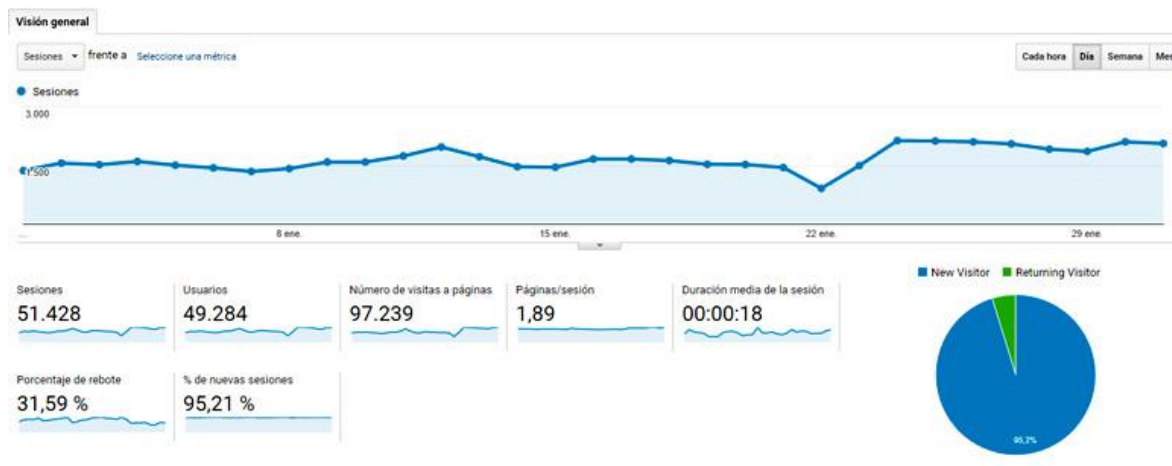 Visión general
Sesiones frente a Seleccione una métrica
Cada hora Día Semana Mes
Sesiones
3.000
1.500
... 8 ene. 15 ene. 22 ene. 29 ene.
New Visitor Returning Visitor
Sesiones Usuarios Número de visitas a páginas Páginas/sesión Duración media de la sesión
51.428 49.284 97.239 1,89 00:00:18
Porcentaje de rebote % de nuevas sesiones
31,59 % 95,21 %
95,2%